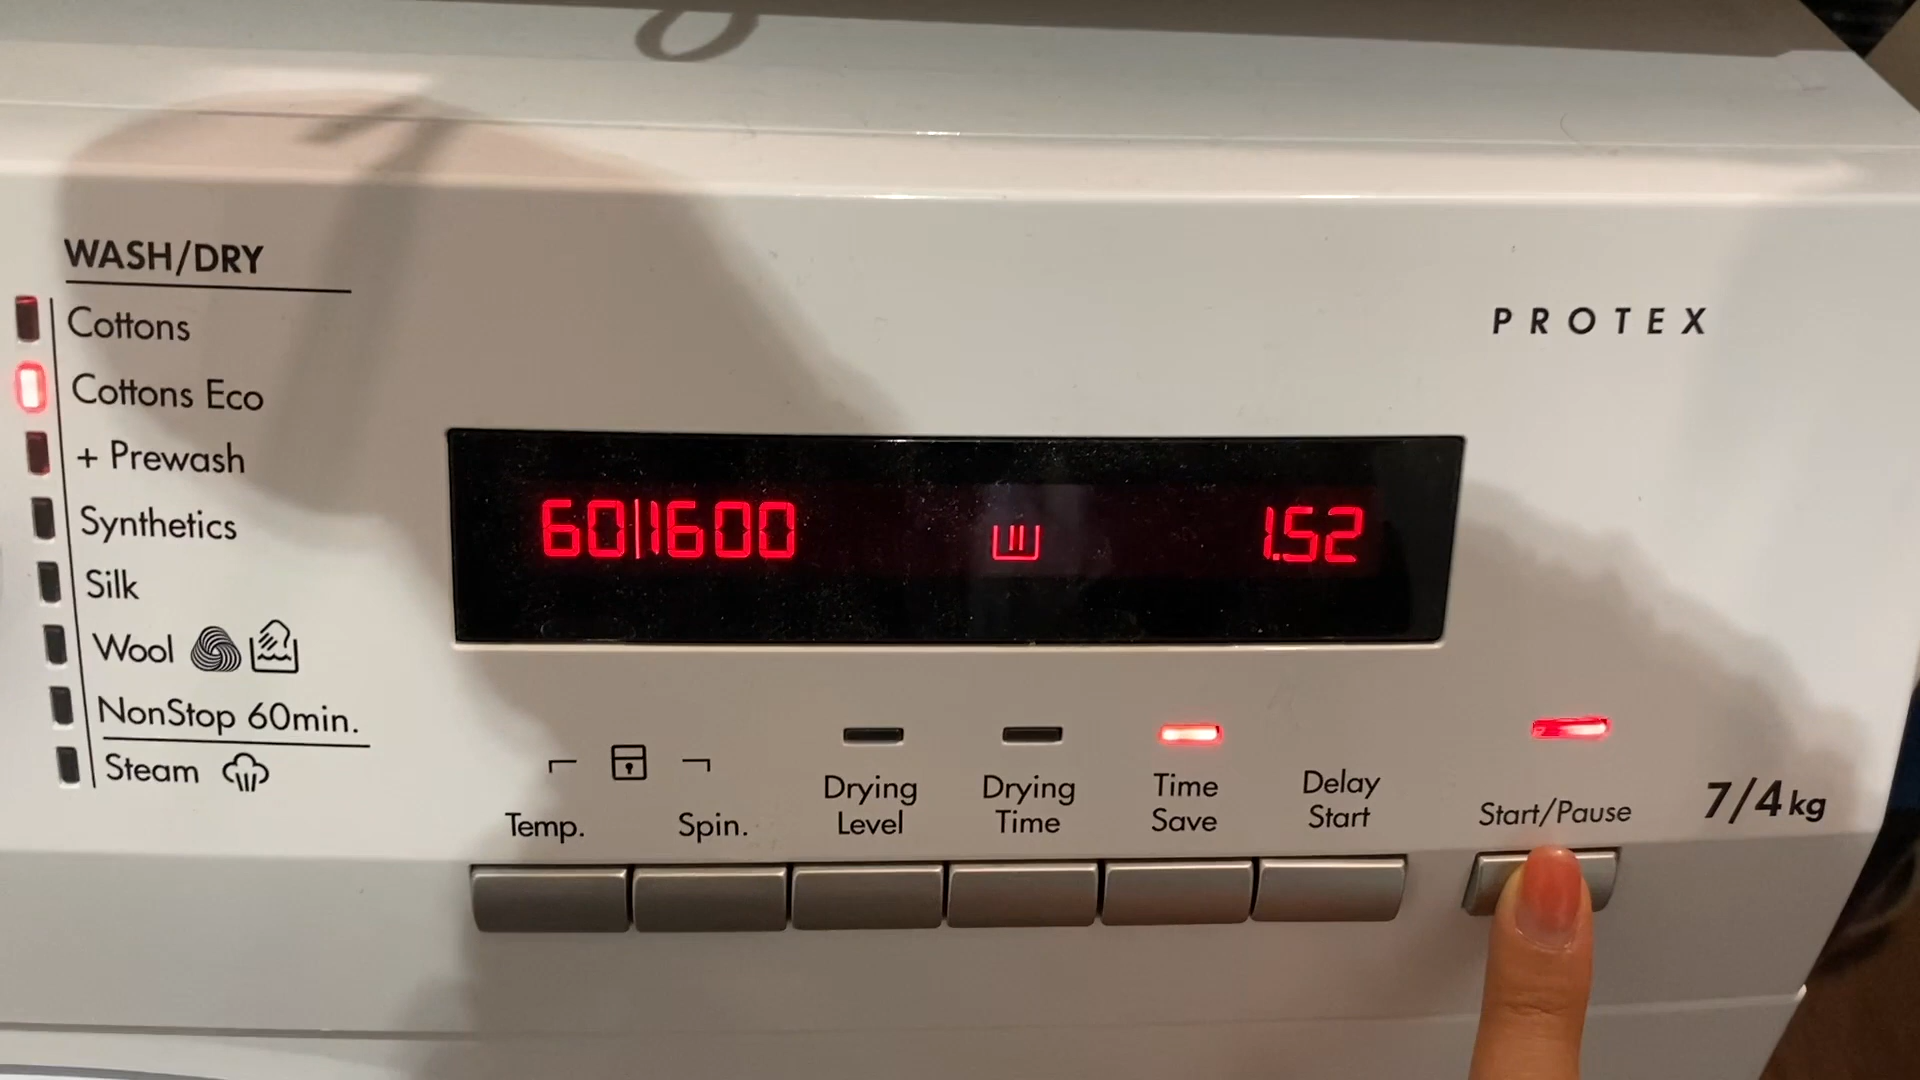 WASH/DRY
Cottons
Cottons Eco
+ Prewash
Synthetics
Silk
Wool
NonStop 60min.
Steam
PROTEX
60|1600
1.52
Temp.
Spin.
Drying
Level
Drying
Time
Time
Save
Delay
Start
Start/Pause
7/4kg